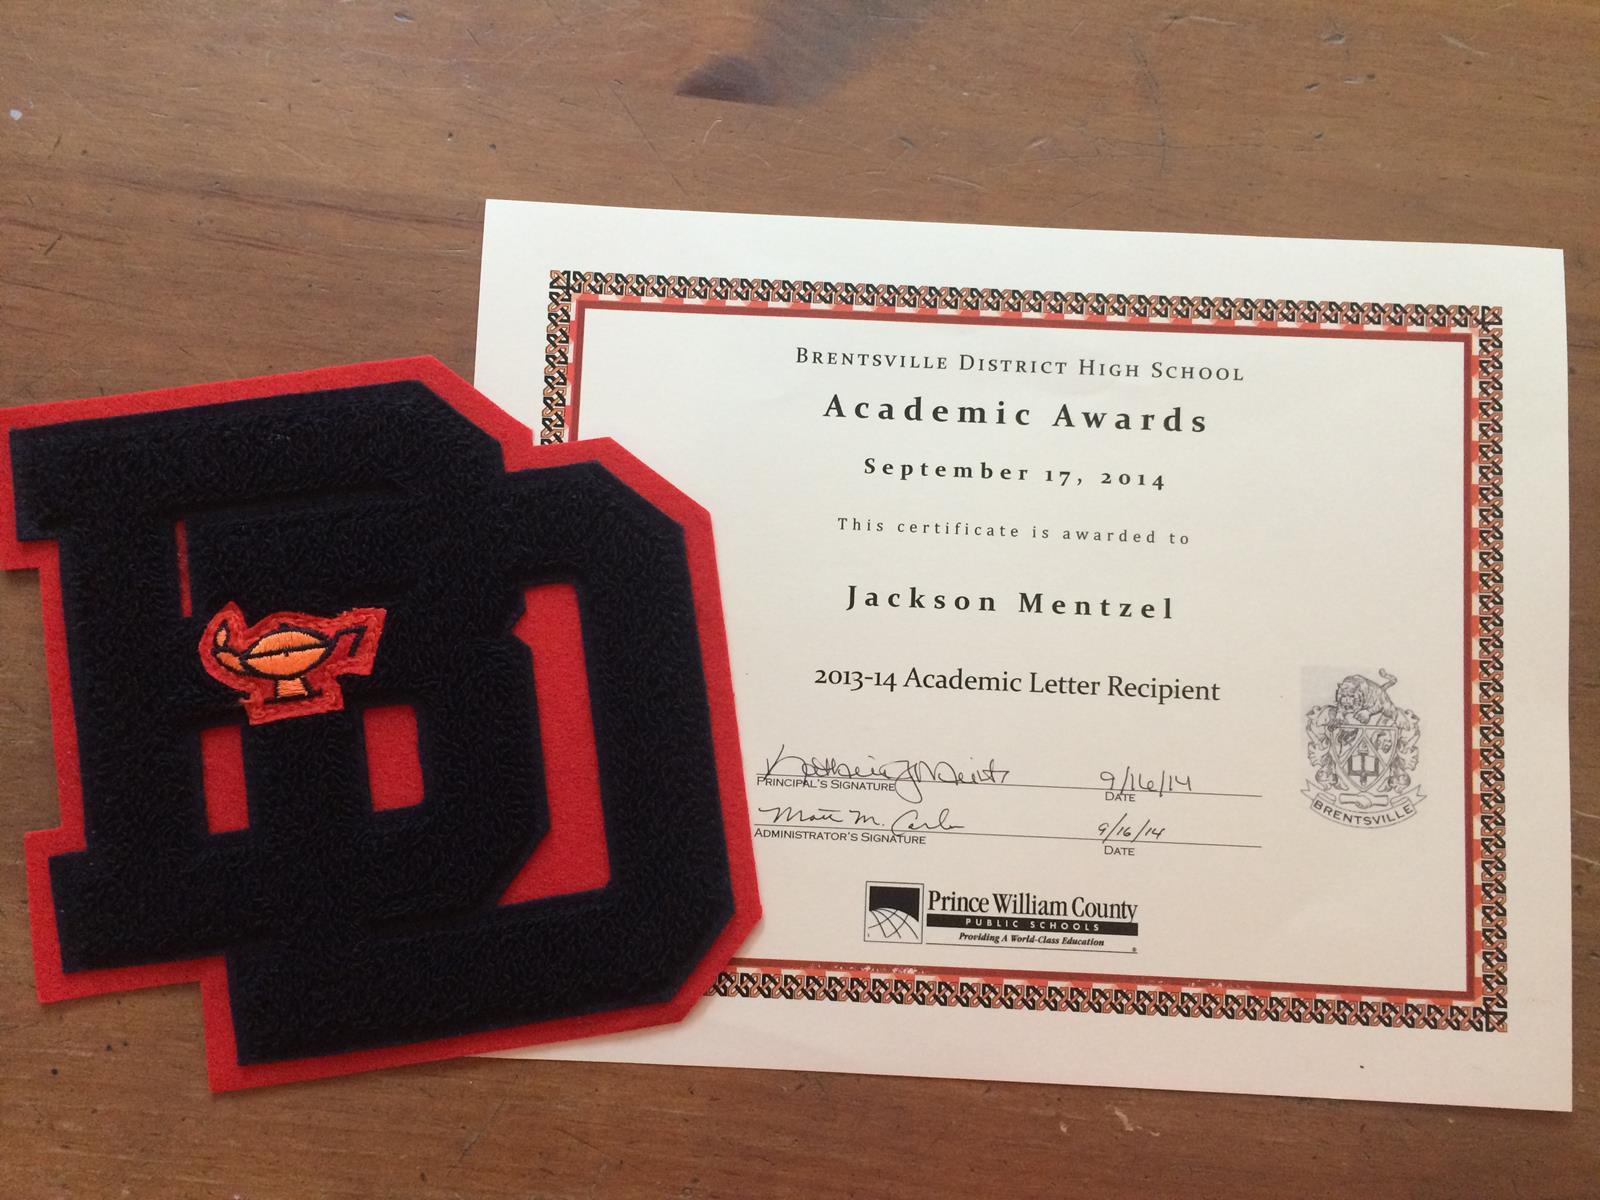 BD
BRENTSVILLE DISTRICT HIGH SCHOOL
Academic Awards
September 17, 2014
This certificate is awarded to
Jackson Mentzel
2013-14 Academic Letter Recipient
9/16/14
PRINCIPAL'S SIGNATURE
DATE
Matt M.
9/16/14
ADMINISTRATOR'S SIGNATURE
DATE
BRENTSVILLE
Prince William County
PUBLIC SCHOOLS
Providing A World-Class Education